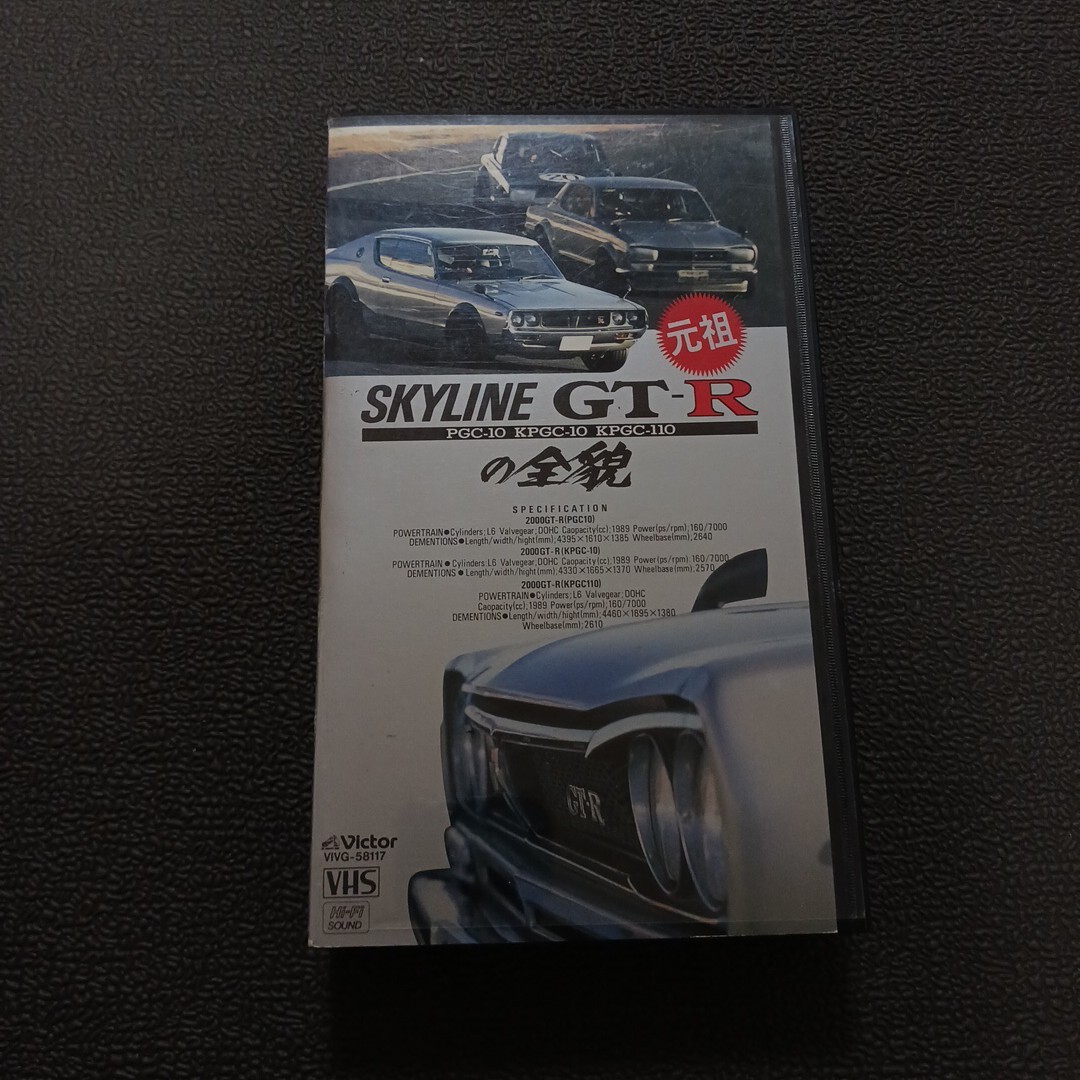 20
元祖
SKYLINE GT-R
PGC-10 KPGC-10 KPGC-110
の全貌
SPECIFICATION
2000GT-R(PGC10)
POWERTRAIN●Cylinders;L6 Valvegear;DOHC Caopacity(cc);1989 Power(ps/rpm);160/7000
DEMENTIONS●Length/width/hight(mm);4395×1610×1385 Wheelbase(mm);2640
2000GT-R(KPGC-10)
POWERTRAIN●Cylinders:L6 Valvegear;DOHC Capacity(cc);1989 Power(ps/rpm):160/7000
DEMENTIONS●Length/width/hight(mm);4330×1665×1370 Wheelbase(mm),2570
2000GT-R(KPGC110)
POWERTRAIN●Cylinders;L6 Valvegear;DOHC
Caopacity(cc),1989 Power(ps/rpm);160/7000
DEMENTIONS●Length/width/hight(mm);4460×1695×1380
Wheelbase(mm);2610
GT-R
Victor
VIVG-58117
VHS
Hi-Fi
SOUND